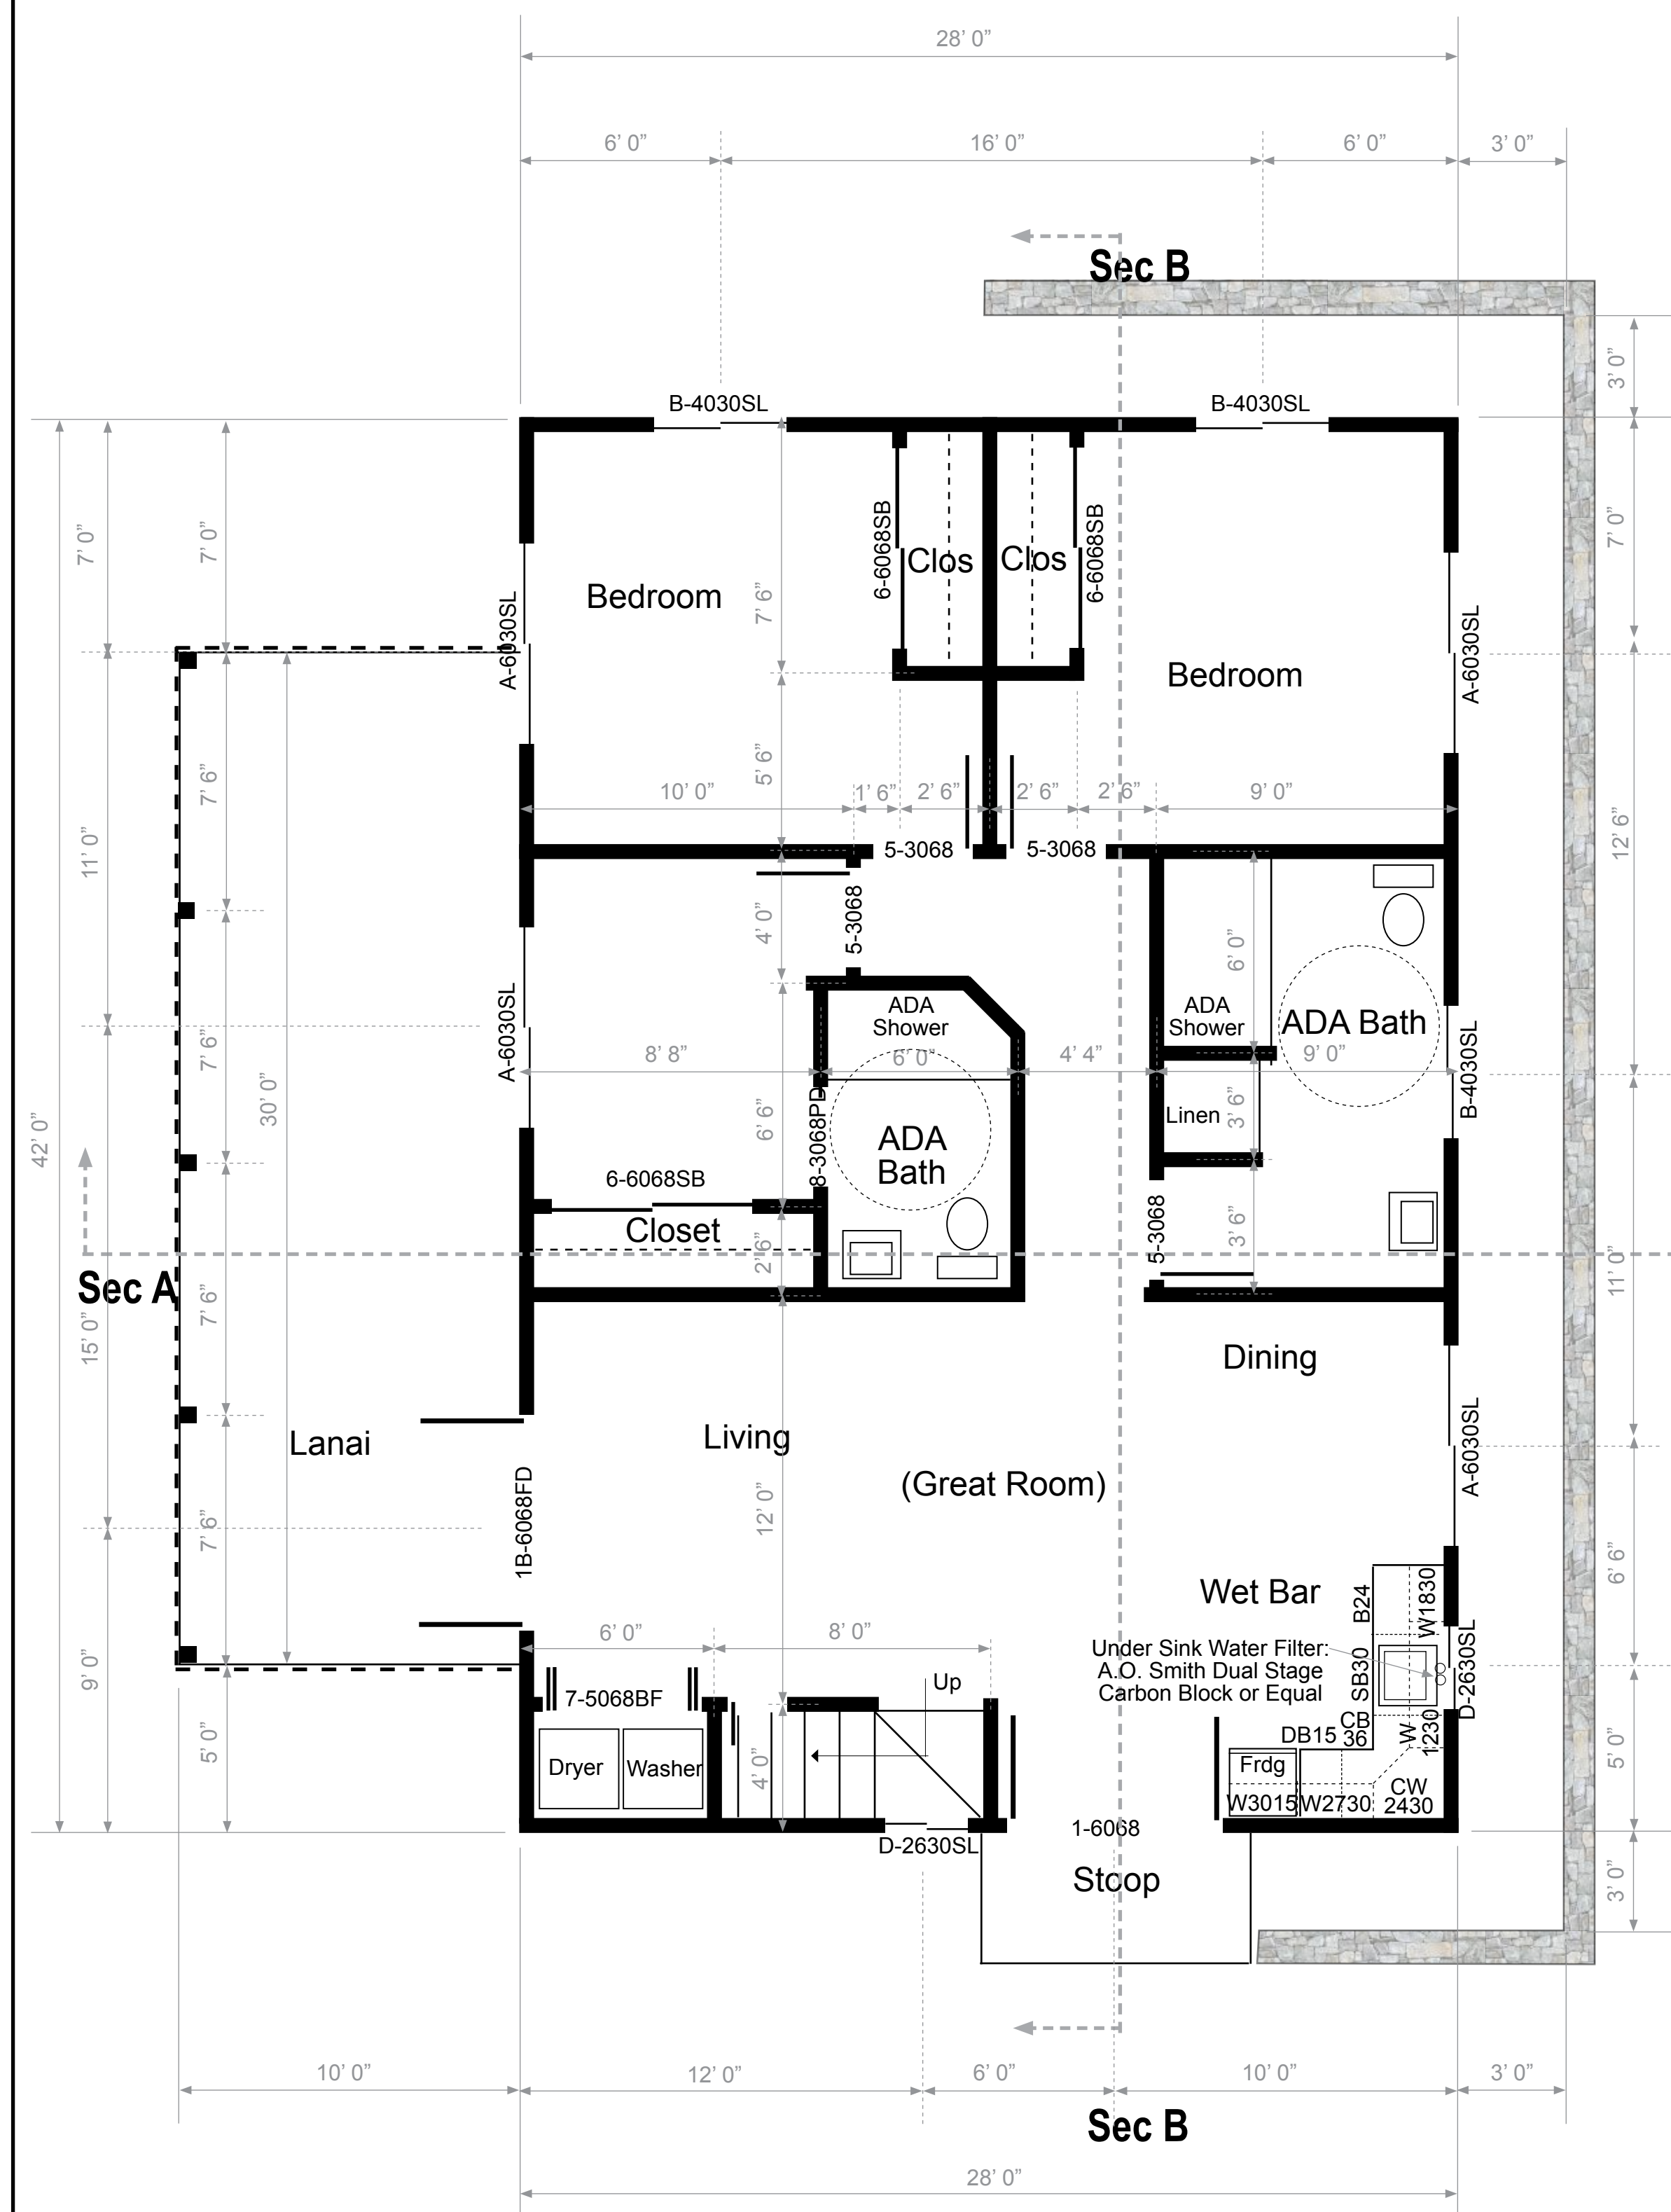 28’ 0”
6’ 0”
16’ 0”
6’ 0”
3’ 0”
Sec B
3’ 0”
B-4030SL
B-4030SL
7’ 0”
7’ 0”
7’ 0”
6-6068SB
Clos
Clos
6-6068SB
Bedroom
7’ 6”
A-6030SL
Bedroom
A-6030SL
7’ 6”
5’ 6”
10’ 0”
1’ 6”
2’ 6”
2’ 6”
2’ 6”
9’ 0”
12’ 6”
11’ 0”
5-3068
5-3068
4’ 0”
5-3068
6’ 0”
ADA
Shower
ADA
Shower
ADA Bath
A-6030SL
7’ 6”
30’ 0”
42’ 0”
8’ 8”
6’ 0”
4’ 4”
9’ 0”
B-4030SL
6’ 6”
8-3068PD
ADA
Bath
Linen
3’ 6”
6-6068SB
Closet
2’ 6”
5-3068
3’ 6”
Sec A
7’ 6”
15’ 0”
11’ 0”
Dining
Lanai
Living
(Great Room)
A-6030SL
7’ 6”
1B-6068FD
12’ 0”
6’ 6”
Wet Bar
B24
W1830
6’ 0”
8’ 0”
Under Sink Water Filter:
A.O. Smith Dual Stage
Carbon Block or Equal
SB30
D-2630SL
9’ 0”
5’ 0”
Up
7-5068BF
CB
36
DB15
W
1230
5’ 0”
Dryer
Washer
4’ 0”
Frdg
W3015
W2730
CW
2430
1-6068
D-2630SL
Stoop
3’ 0”
10’ 0”
12’ 0”
6’ 0”
10’ 0”
3’ 0”
Sec B
28’ 0”